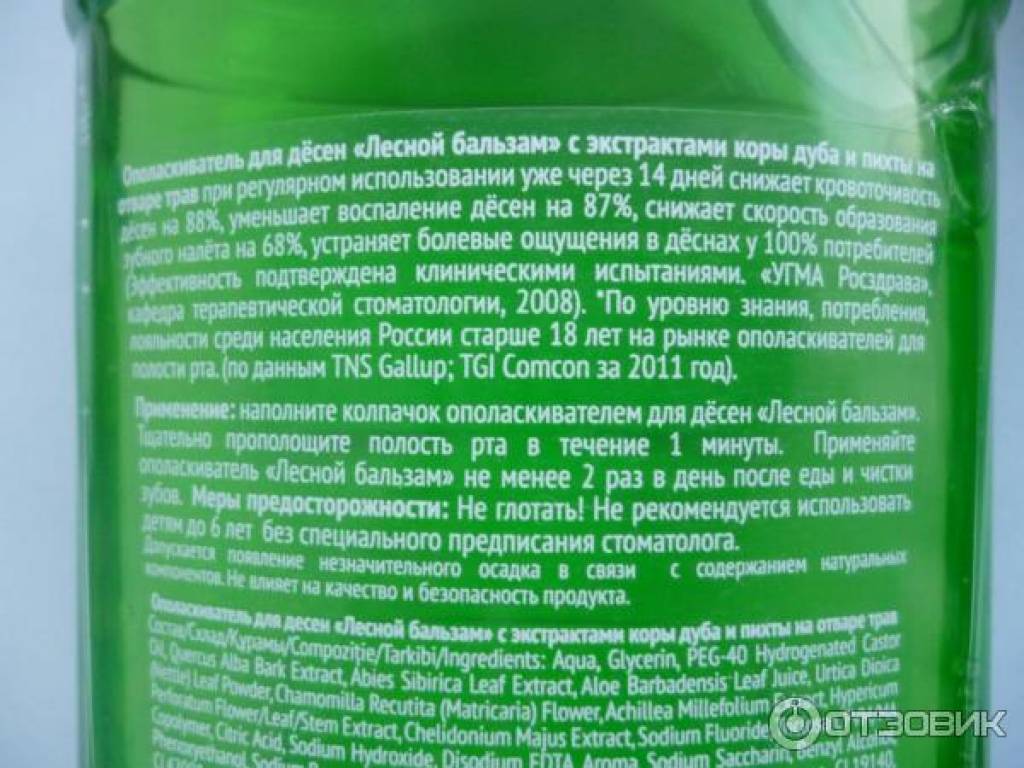 Ополаскиватель для дёсен «Лесной бальзам» с экстрактами коры дуба и пихты на
отваре трав при регулярном использовании уже через 14 дней снижает кровоточивость
дёсен на 88%, уменьшает воспаление дёсен на 87%, снижает скорость образования
зубного налёта на 68%, устраняет болевые ощущения в дёснах у 100% потребителей
(Эффективность подтверждена клиническими испытаниями. «УГМА Росздрава»,
кафедра терапевтической стоматологии, 2008). *По уровню знания, потребления,
лояльности среди населения России старше 18 лет на рынке ополаскивателей для
полости рта. (по данным TNS Gallup; TGI Comcon за 2011 год).
Применение: наполните колпачок ополаскивателем для дёсен «Лесной бальзам».
Тщательно прополощите полость рта в течение 1 минуты. Применяйте
ополаскиватель «Лесной бальзам» не менее 2 раз в день после еды и чистки
зубов. Меры предосторожности: Не глотать! Не рекомендуется использовать
детям до 6 лет без специального предписания стоматолога.
Допускается появление незначительного осадка в связи с содержанием натуральных
компонентов. Не влияет на качество и безопасность продукта.
Ополаскиватель для десен «Лесной бальзам» с экстрактами коры дуба и пихты на отваре трав
Состав/Склад/Құрамы/Compoziţie/Tarkibi/Ingredients: Aqua, Glycerin, PEG-40 Hydrogenated Castor
Oil, Quercus Alba Bark Extract, Abies Sibirica Leaf Extract, Aloe Barbadensis Leaf Juice, Urtica Dioica
(Nettle) Leaf Powder, Chamomilla Recutita (Matricaria) Flower, Achillea Millefolium Extract, Hypericum
Perforatum Flower/Leaf/Stem Extract, Chelidonium Majus Extract, Sodium Fluoride,
Copolymer, Citric Acid, Sodium Hydroxide, Disodium EDTA, Aroma, Sodium Saccharin, Benzyl Alcohol,
Phenoxyethanol, Sodium
CI 19140,
ОТЗОВИК